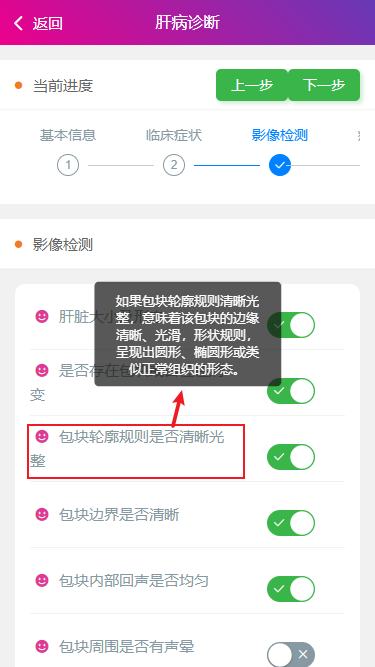 返回
肝病诊断
当前进度
上一步
下一步
基本信息
临床症状
影像检测
1
2
影像检测
如果包块轮廓规则清晰光
整，意味着该包块的边缘
清晰、光滑，形状规则，
呈现出圆形、椭圆形或类
似正常组织的形态。
肝脏大小
是否存在包
变
包块轮廓规则是否清晰光
整
包块边界是否清晰
包块内部回声是否均匀
包块周围是否有声晕